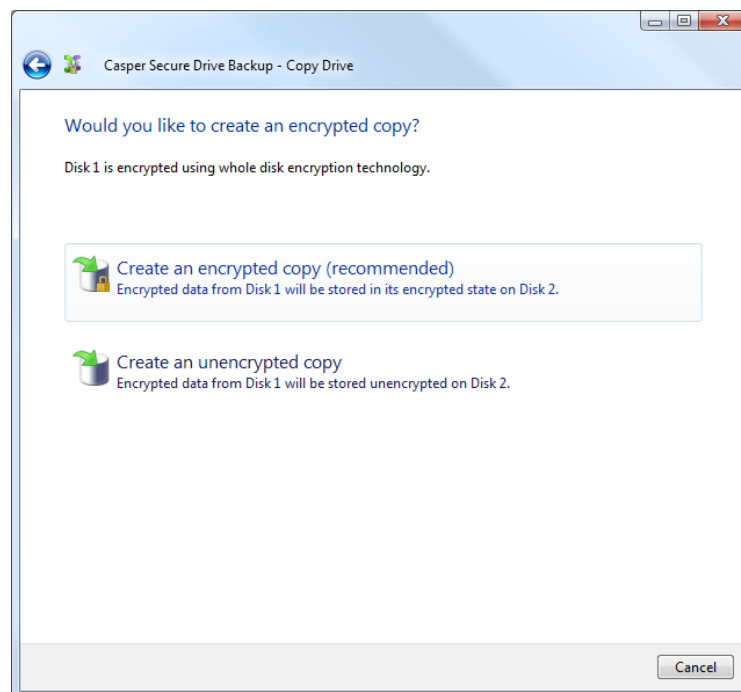 Casper Secure Drive Backup - Copy Drive
Would you like to create an encrypted copy?
Disk 1 is encrypted using whole disk encryption technology.
Create an encrypted copy (recommended)
Encrypted data from Disk 1 will be stored in its encrypted state on Disk 2.
Create an unencrypted copy
Encrypted data from Disk 1 will be stored unencrypted on Disk 2.
Cancel